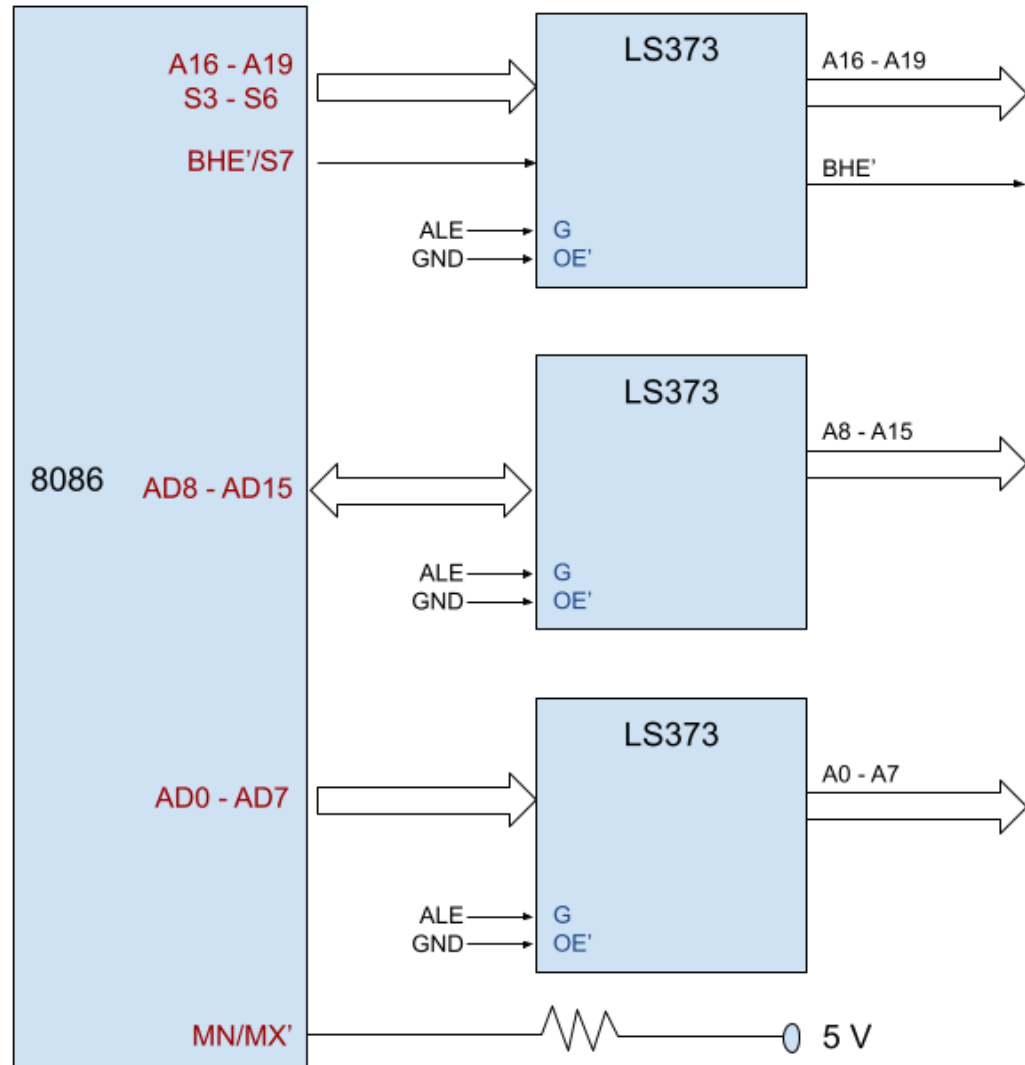 8086
A16 - A19
S3 - S6
BHE’/S7
AD8 - AD15
AD0 - AD7
MN/MX’
LS373
ALE
GND
G
OE’
A16 - A19
BHE’
LS373
ALE
GND
G
OE’
A8 - A15
LS373
ALE
GND
G
OE’
A0 - A7
5 V